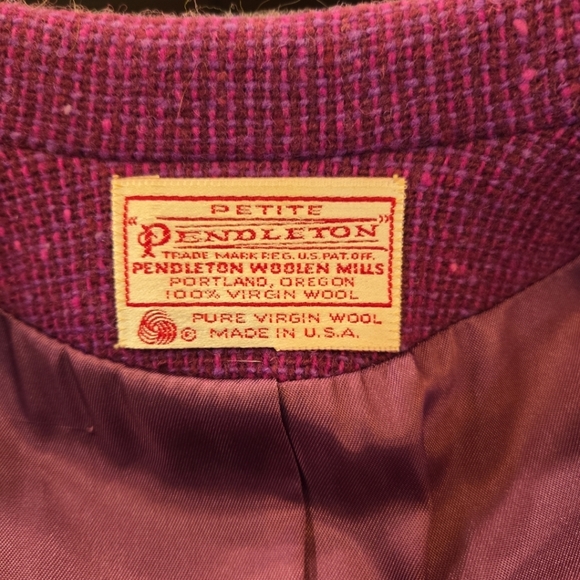 PETITE
"PENDLETON"
TRADE MARK REG. U.S. PAT. OFF.
PENDLETON WOOLEN MILLS
PORTLAND, OREGON
100% VIRGIN WOOL
PURE VIRGIN WOOL
© MADE IN U.S.A.